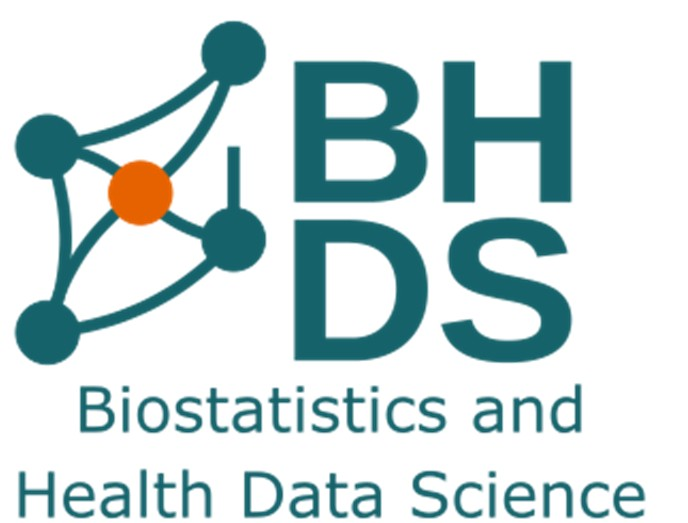 BH
DS
Biostatistics and
Health Data Science